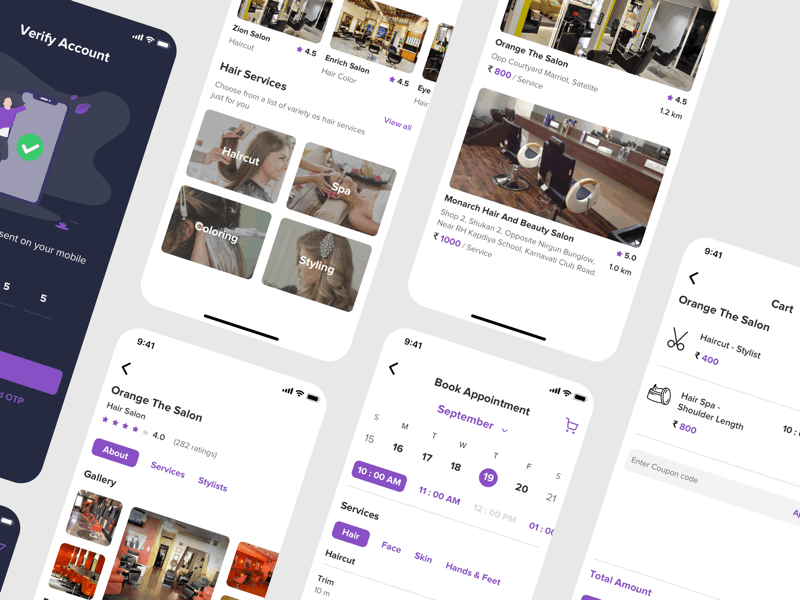 Verify Account
sent on your mobile
5
5
d OTP
Zion Salon
4.5
Haircut
Enrich Salon
4.5
Hair Color
Eye
Hair
Hair Services
Choose from a list of variety os hair services
just for you
View all
Haircut
Spa
Coloring
Styling
Orange The Salon
Opp Courtyard Marriot, Satelite
4.5
₹ 800 / Service
1.2 km
Monarch Hair And Beauty Salon
5.0
Shop 2, Shukan 2, Opposite Nirgun Bunglow,
Near RH Kapdiya School, Karnavati Club Road.
1.0 km
₹ 1000 / Service
9:41
Orange The Salon
Hair Salon
4.0 (282 ratings)
About
Services
Stylists
Gallery
9:41
Book Appointment
September
S M T W T F S
15 16 17 18 19 20 21
10 : 00 AM
11 : 00 AM
12 : 00 PM
01 : 00
Services
Hair
Face
Skin
Hands & Feet
Haircut
Trim
10 m
9:41
Cart
Orange The Salon
Haircut - Stylist
₹ 400
Hair Spa -
Shoulder Length
10 :
₹ 800
Enter Coupon code
Ap
Total Amount